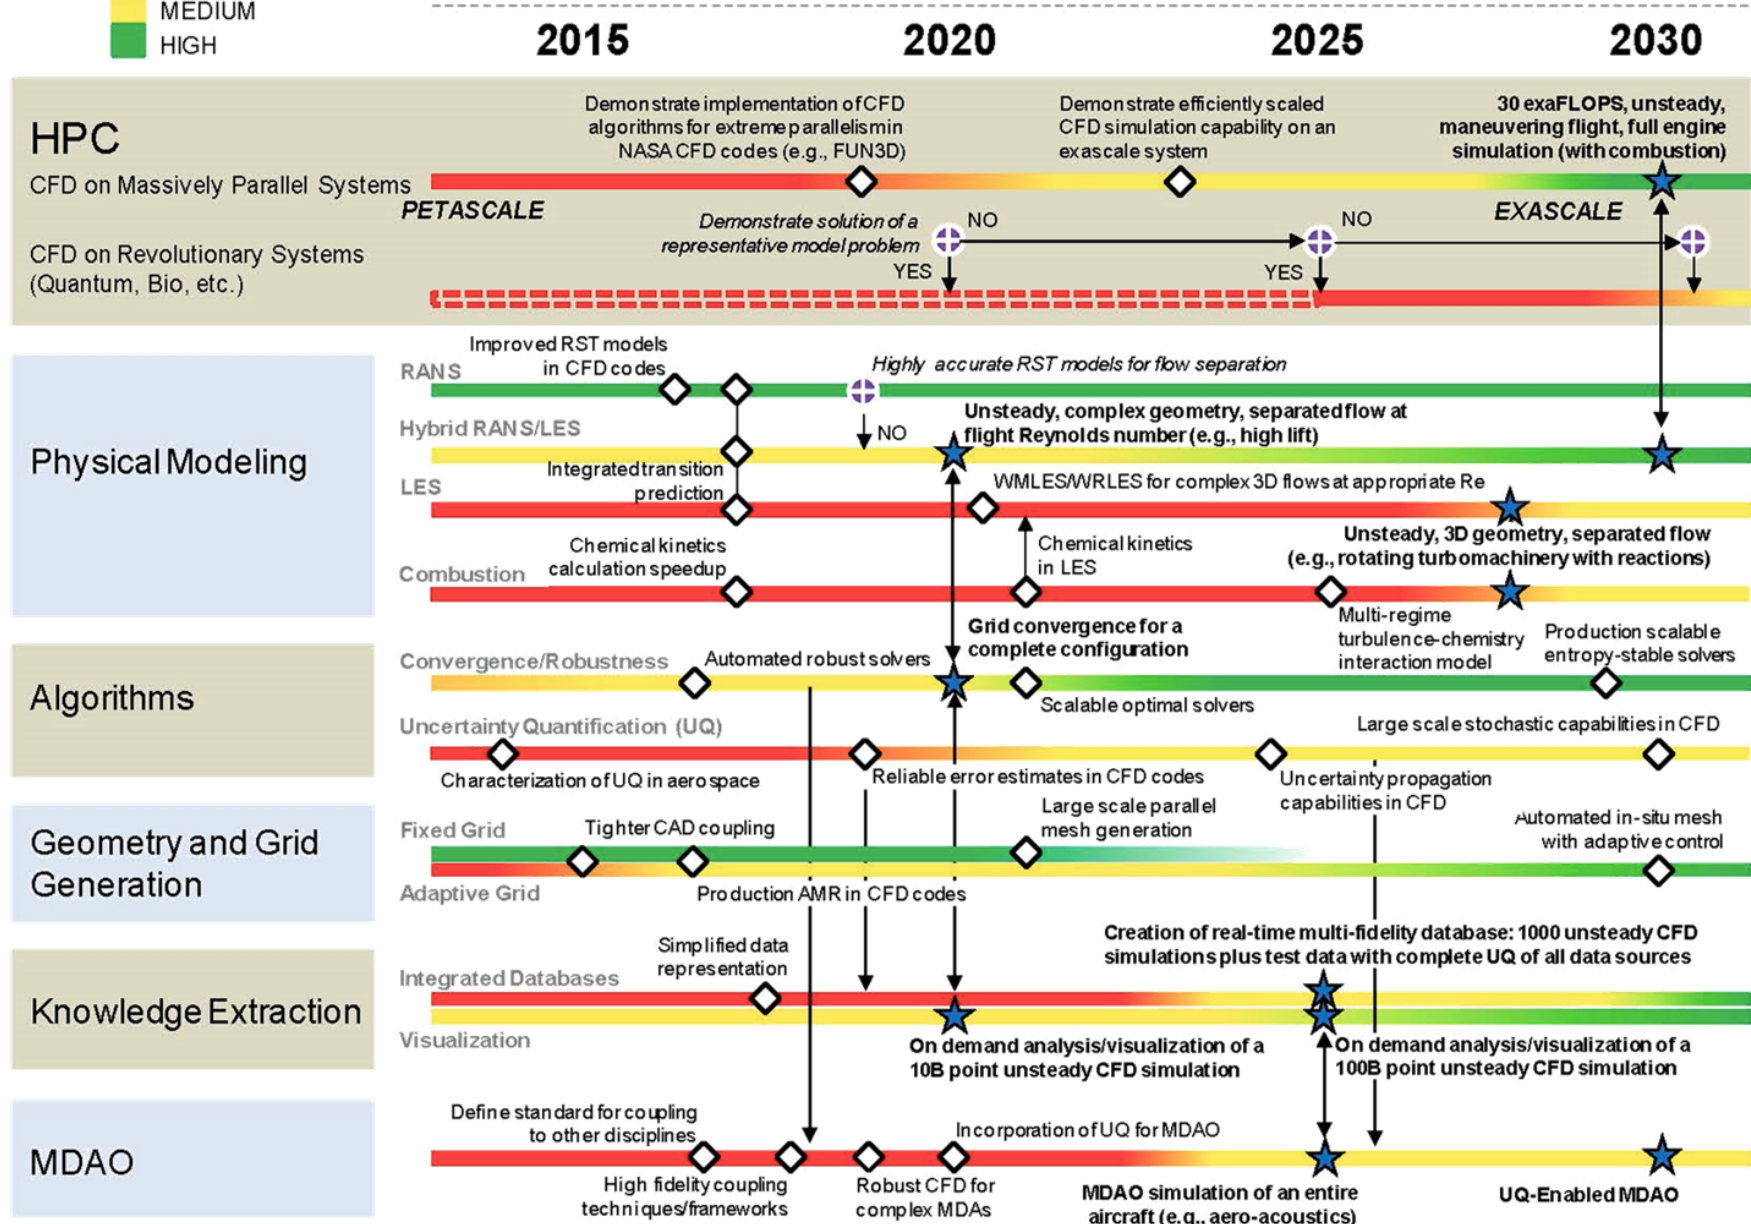 MEDIUM
HIGH
2015
2020
2025
2030
HPC
Demonstrate implementation of CFD
algorithms for extreme parallelism in
NASA CFD codes (e.g., FUN3D)
Demonstrate efficiently scaled
CFD simulation capability on an
exascale system
30 exaFLOPS, unsteady,
maneuvering flight, full engine
simulation (with combustion)
CFD on Massively Parallel Systems
PETASCALE
EXASCALE
Demonstrate solution of a
representative model problem
NO
NO
YES
YES
CFD on Revolutionary Systems
(Quantum, Bio, etc.)
Physical Modeling
RANS
Improved RST models
in CFD codes
Highly accurate RST models for flow separation
Hybrid RANS/LES
NO
Unsteady, complex geometry, separated flow at
flight Reynolds number (e.g., high lift)
Integrated transition
prediction
LES
WMLES/WRLES for complex 3D flows at appropriate Re
Unsteady, 3D geometry, separated flow
(e.g., rotating turbomachinery with reactions)
Chemical kinetics
in LES
Chemical kinetics
calculation speedup
Combustion
Multi-regime
turbulence-chemistry
interaction model
Algorithms
Grid convergence for a
complete configuration
Production scalable
entropy-stable solvers
Convergence/Robustness
Automated robust solvers
Scalable optimal solvers
Uncertainty Quantification (UQ)
Large scale stochastic capabilities in CFD
Characterization of UQ in aerospace
Reliable error estimates in CFD codes
Uncertainty propagation
capabilities in CFD
Geometry and Grid
Generation
Fixed Grid
Tighter CAD coupling
Large scale parallel
mesh generation
Automated in-situ mesh
with adaptive control
Adaptive Grid
Production AMR in CFD codes
Knowledge Extraction
Simplified data
representation
Creation of real-time multi-fidelity database: 1000 unsteady CFD
simulations plus test data with complete UQ of all data sources
Integrated Databases
Visualization
On demand analysis/visualization of a
10B point unsteady CFD simulation
On demand analysis/visualization of a
100B point unsteady CFD simulation
MDAO
Define standard for coupling
to other disciplines
Incorporation of UQ for MDAO
High fidelity coupling
techniques/frameworks
Robust CFD for
complex MDAs
MDAO simulation of an entire
aircraft (e.g., aero-acoustics)
UQ-Enabled MDAO